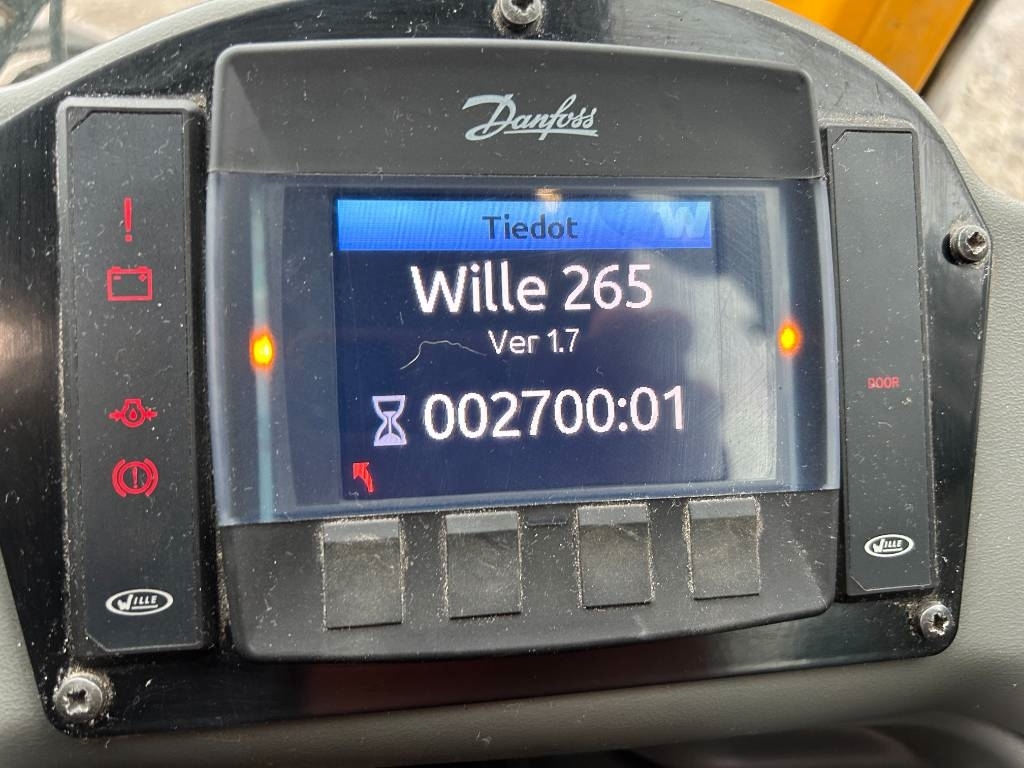 Danfoss
Tiedot
W
Wille 265
Ver 1.7
002700:01
DOOR
WILLE
WILLE